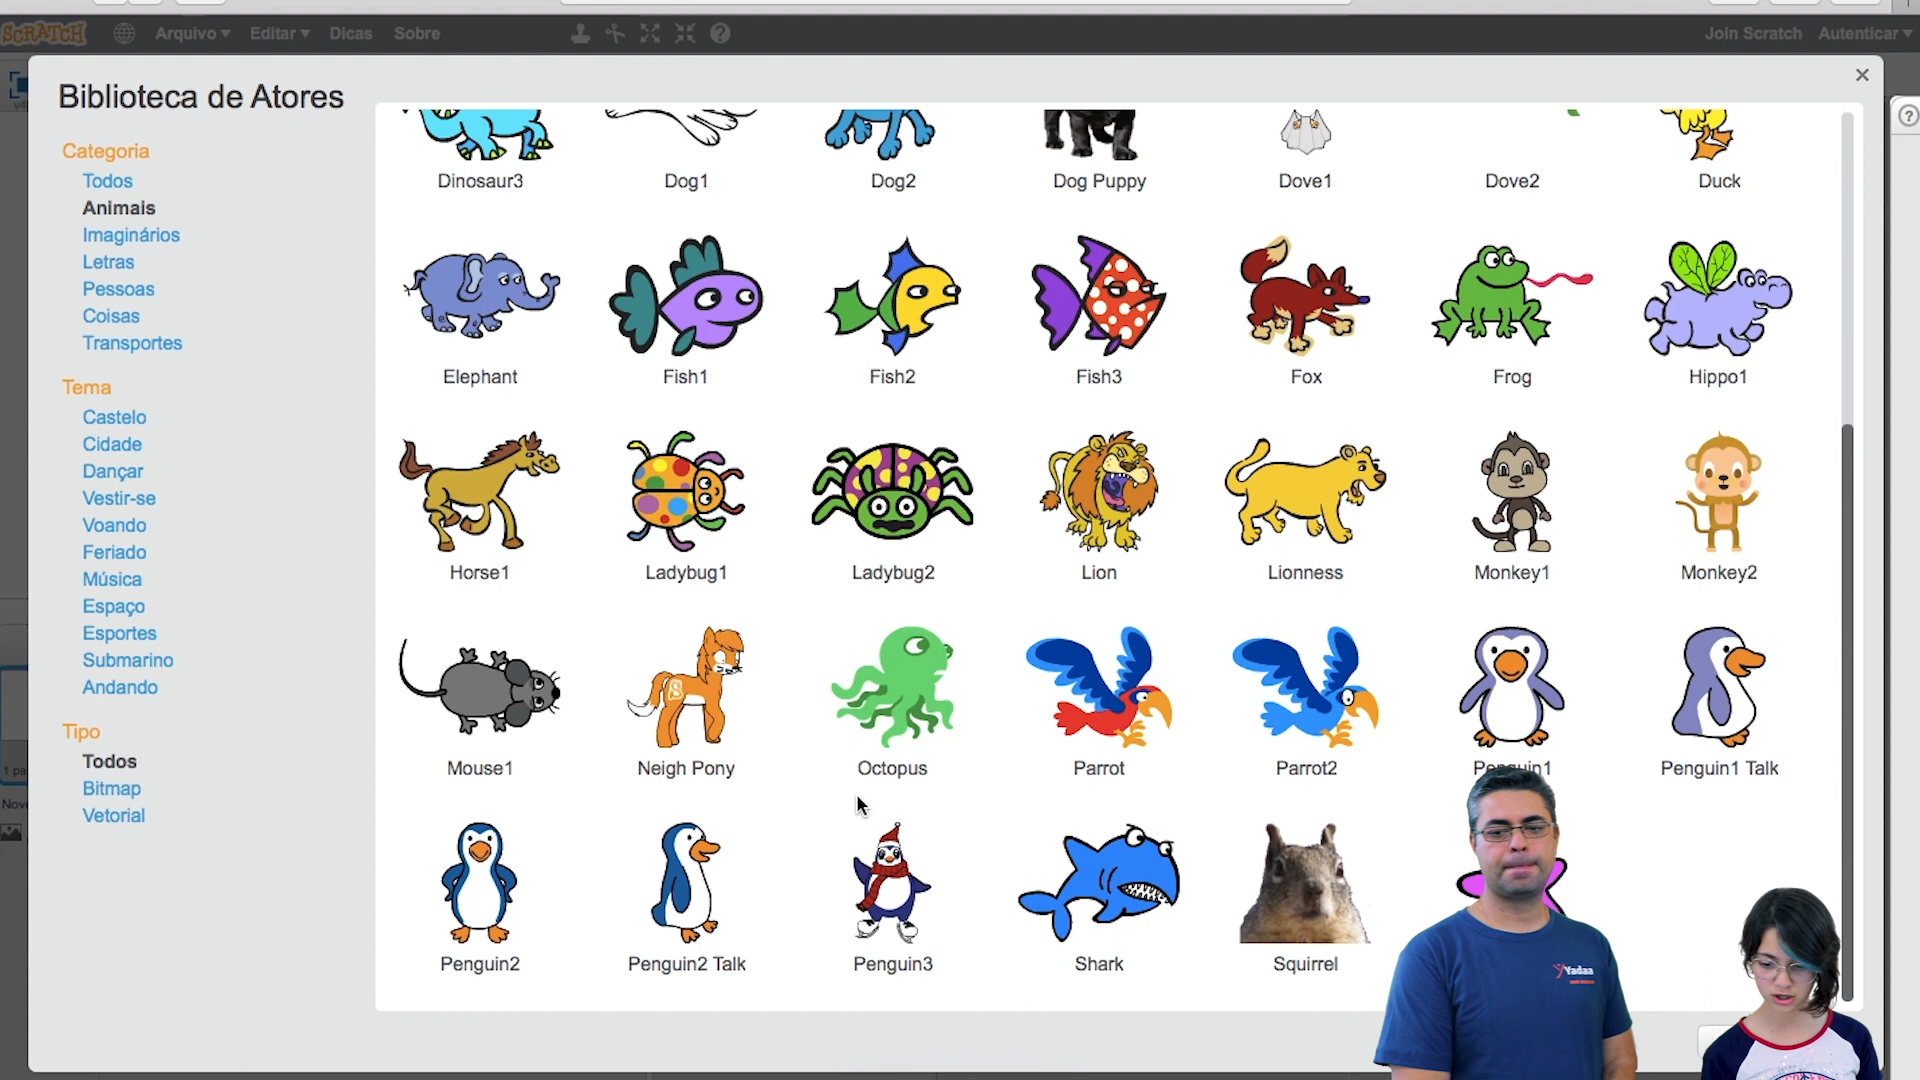 SCRATCH Arquivo Editar Dicas Sobre Join Scratch Autenticar
Biblioteca de Atores
Categoria
Todos
Animais
Imaginários
Letras
Pessoas
Coisas
Transportes
Tema
Castelo
Cidade
Dançar
Vestir-se
Voando
Feriado
Música
Espaço
Esportes
Submarino
Andando
Tipo
Todos
Bitmap
Vetorial
Dinosaur3 Dog1 Dog2 Dog Puppy Dove1 Dove2 Duck
Elephant Fish1 Fish2 Fish3 Fox Frog Hippo1
Horse1 Ladybug1 Ladybug2 Lion Lionness Monkey1 Monkey2
Mouse1 Neigh Pony Octopus Parrot Parrot2 Penguin1 Penguin1 Talk
Penguin2 Penguin2 Talk Penguin3 Shark Squirrel
Yadaa